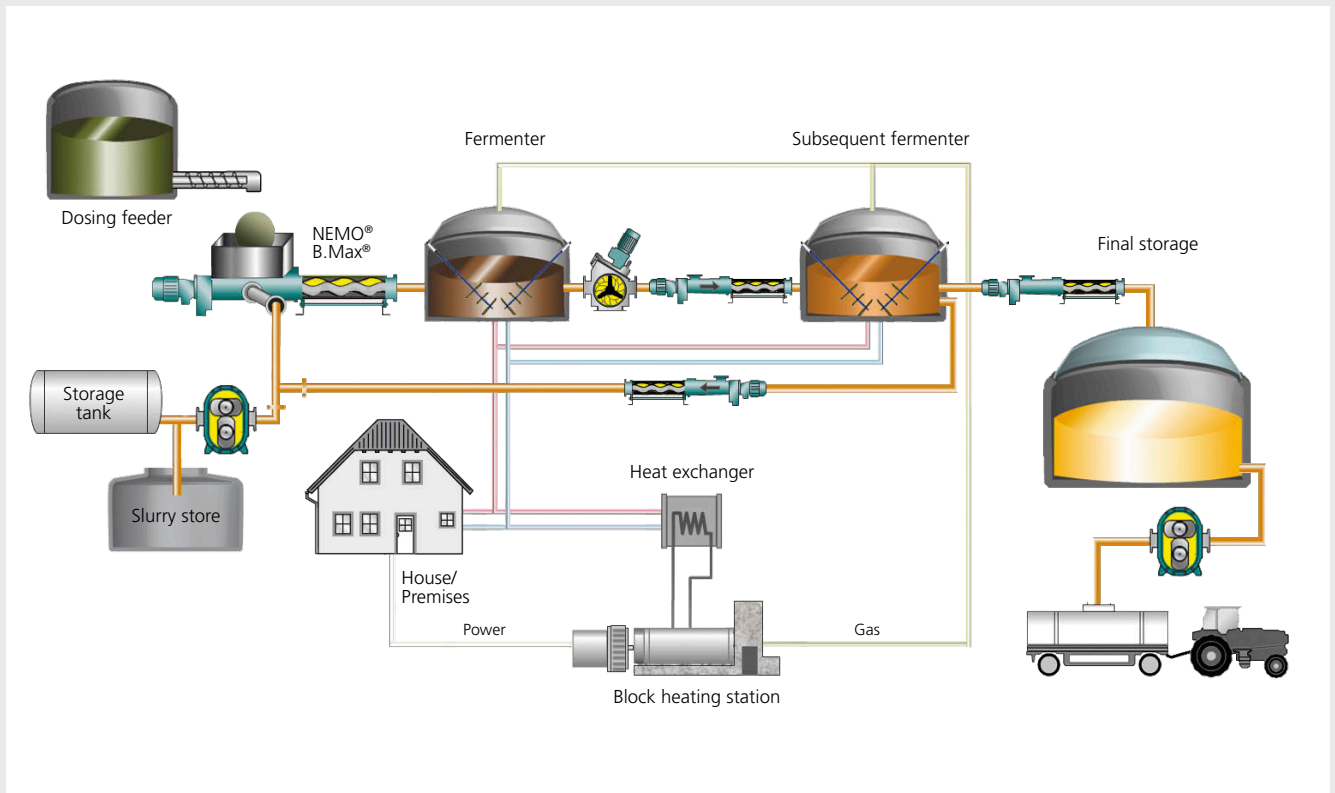 Fermenter
Subsequent fermenter
Dosing feeder
NEMO®
B.Max®
Final storage
Storage
tank
Slurry store
Heat exchanger
House/
Premises
Power
Gas
Block heating station